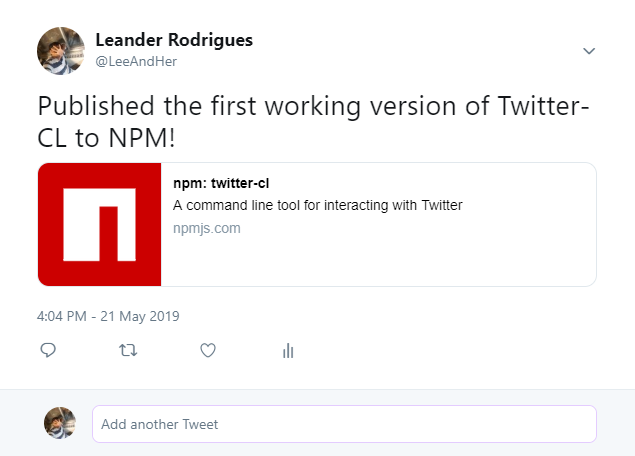 Leander Rodrigues
@LeeAndHer
Published the first working version of Twitter-
CL to NPM!
npm: twitter-cl
A command line tool for interacting with Twitter
npmjs.com
4:04 PM - 21 May 2019
Add another Tweet